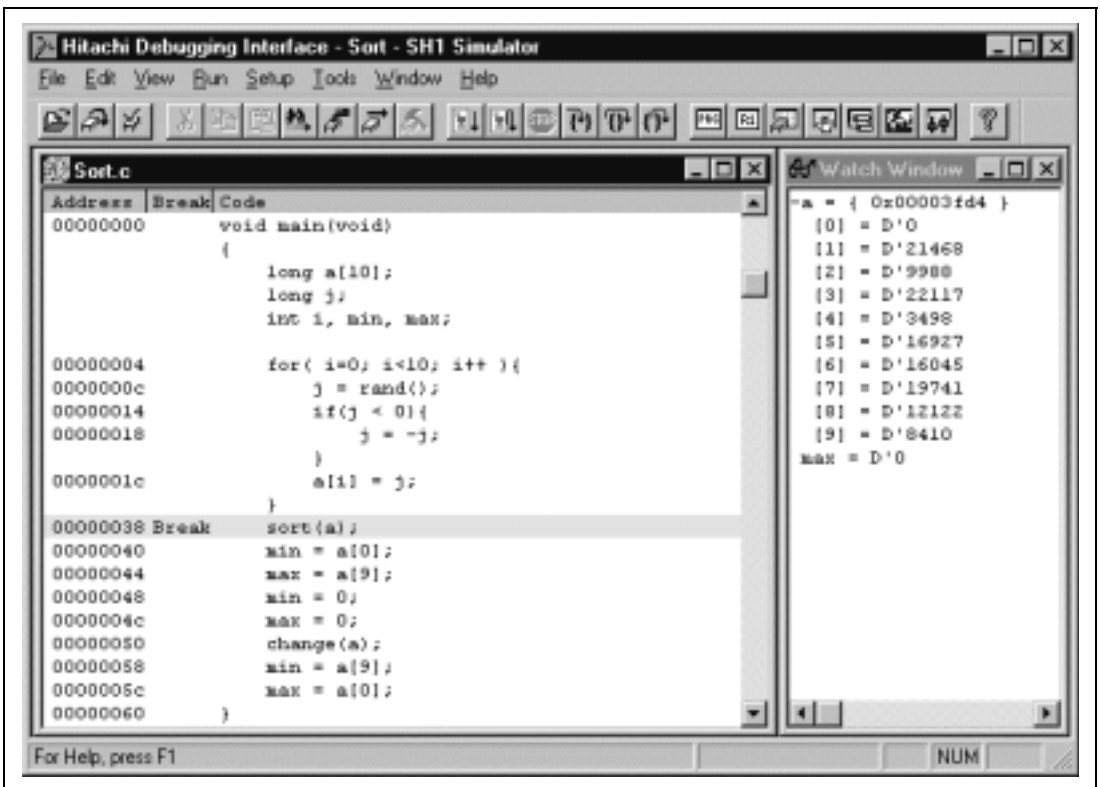 Hitachi Debugging Interface - Sort - SH1 Simulator
File Edit View Run Setup Tools Window Help
Sort.c
Address Break Code
00000000 void main(void)
{
long a[10];
long j;
int i, min, max;
00000004 for( i=0; i<10; i++ ){
0000000c j = rand();
00000014 if(j < 0){
00000018 j = -j;
}
0000001c a[i] = j;
}
00000038 Break sort(a);
00000040 min = a[0];
00000044 max = a[9];
00000048 min = 0;
0000004c max = 0;
00000050 change(a);
00000058 min = a[9];
0000005c max = a[0];
00000060 }
Watch Window
-a = { 0x00003fd4 }
[0] = D'0
[1] = D'21468
[2] = D'9988
[3] = D'22117
[4] = D'3498
[5] = D'16927
[6] = D'16045
[7] = D'19741
[8] = D'12122
[9] = D'8410
max = D'0
For Help, press F1
NUM